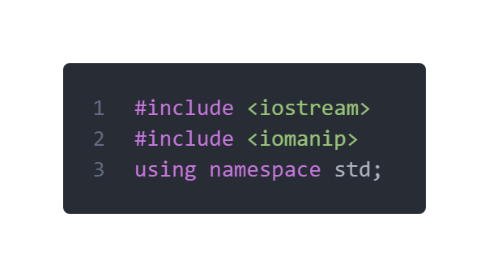 1 #include <iostream>
2 #include <iomanip>
3 using namespace std;